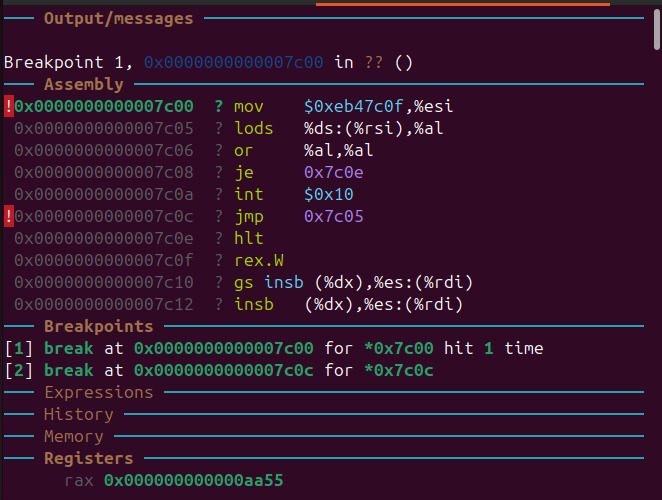 Output/messages
Breakpoint 1, 0x0000000000007c00 in ?? ()
Assembly
!0x0000000000007c00 ? mov $0xeb47c0f,%esi
0x0000000000007c05 ? lods %ds:(%rsi),%al
0x0000000000007c06 ? or %al,%al
0x0000000000007c08 ? je 0x7c0e
0x0000000000007c0a ? int $0x10
!0x0000000000007c0c ? jmp 0x7c05
0x0000000000007c0e ? hlt
0x0000000000007c0f ? rex.W
0x0000000000007c10 ? gs insb (%dx),%es:(%rdi)
0x0000000000007c12 ? insb (%dx),%es:(%rdi)
Breakpoints
[1] break at 0x0000000000007c00 for *0x7c00 hit 1 time
[2] break at 0x0000000000007c0c for *0x7c0c
Expressions
History
Memory
Registers
rax 0x000000000000aa55